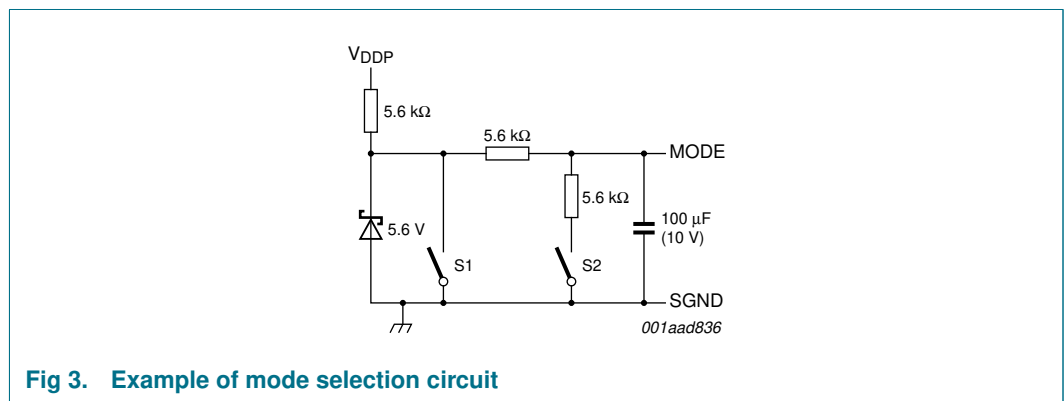 VDDP
5.6 kΩ
5.6 kΩ
MODE
5.6 kΩ
5.6 V
100 μF
(10 V)
S1
S2
SGND
001aad836
Fig 3. Example of mode selection circuit